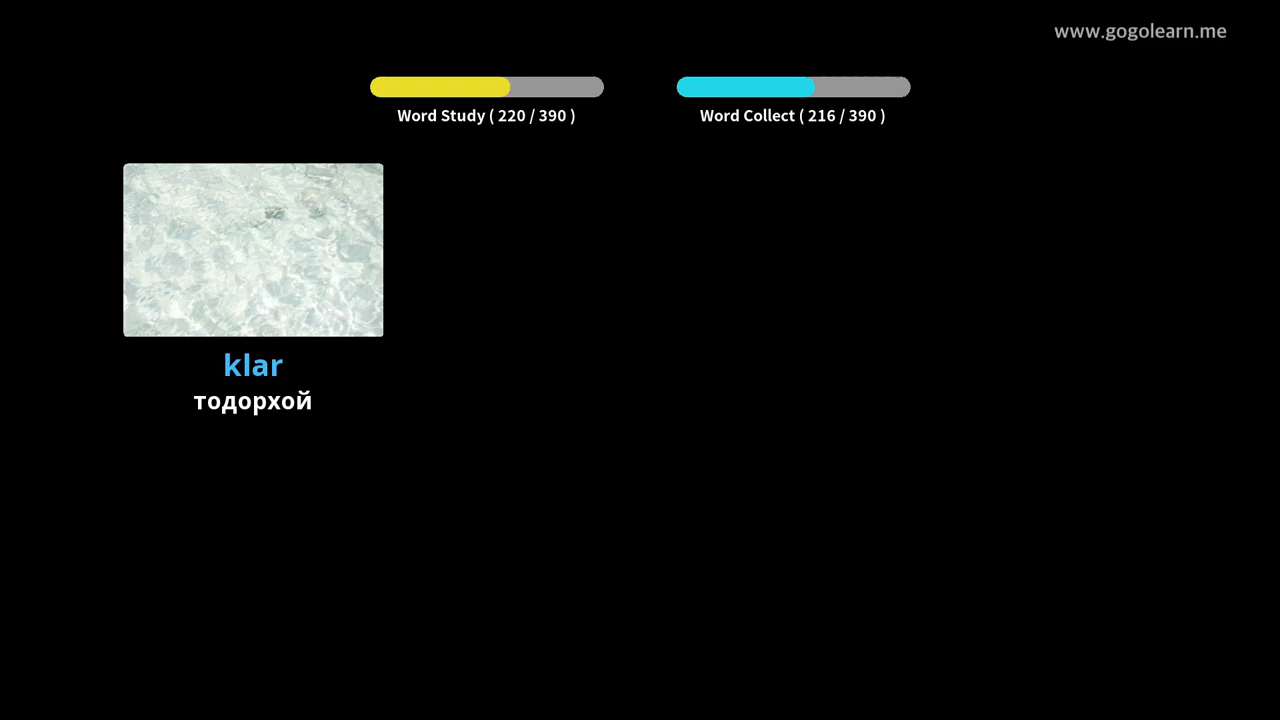 www.gogolearn.me
Word Study ( 220 / 390 )
Word Collect ( 216 / 390 )
klar
тодорхой